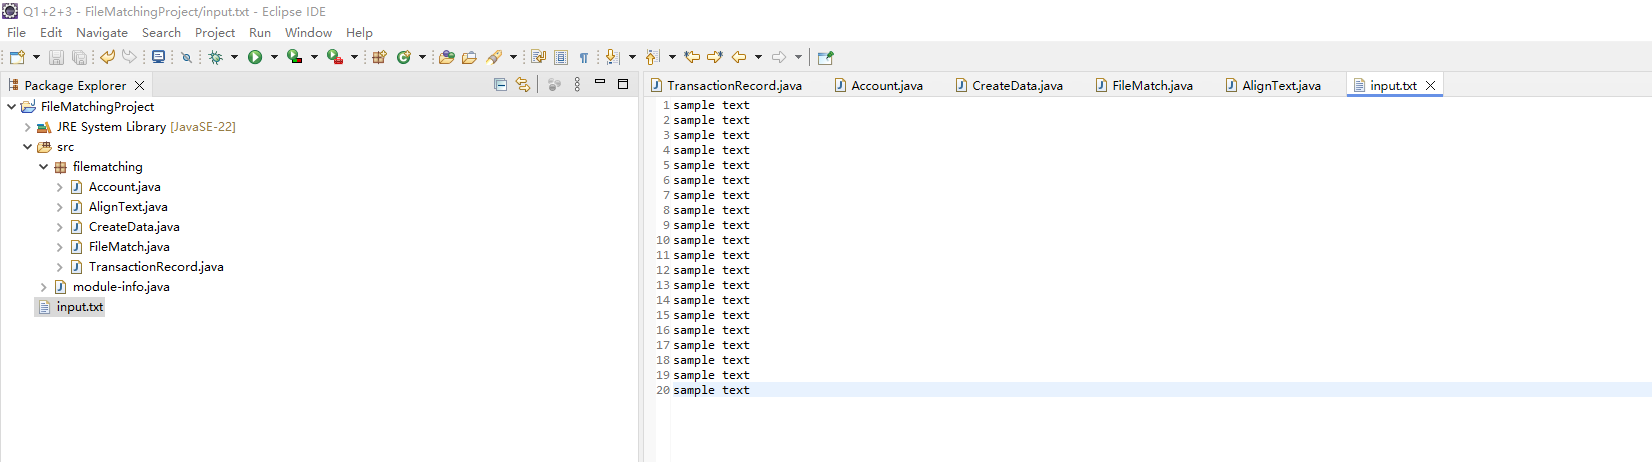 Q1+2+3 - FileMatchingProject/input.txt - Eclipse IDE
File Edit Navigate Search Project Run Window Help
Package Explorer
FileMatchingProject
JRE System Library [JavaSE-22]
src
filematching
Account.java
AlignText.java
CreateData.java
FileMatch.java
TransactionRecord.java
module-info.java
input.txt
TransactionRecord.java Account.java CreateData.java FileMatch.java AlignText.java input.txt
1 sample text
2 sample text
3 sample text
4 sample text
5 sample text
6 sample text
7 sample text
8 sample text
9 sample text
10 sample text
11 sample text
12 sample text
13 sample text
14 sample text
15 sample text
16 sample text
17 sample text
18 sample text
19 sample text
20 sample text